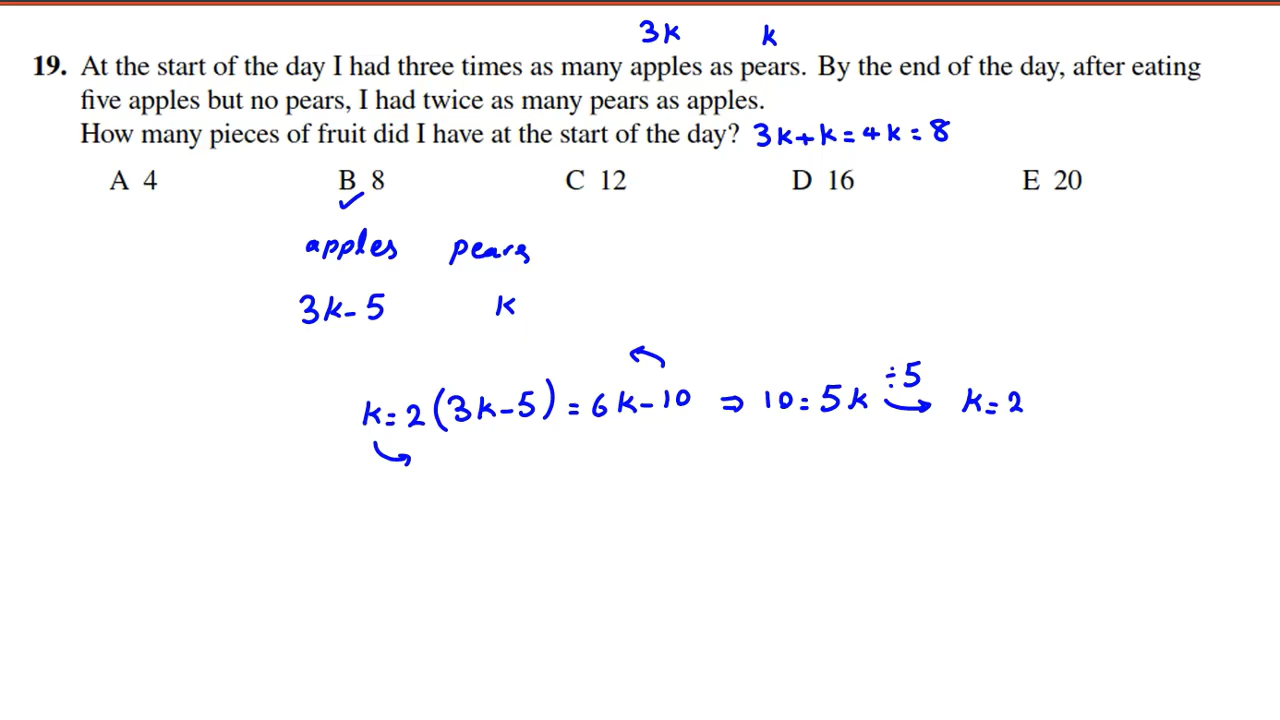 3k k
19. At the start of the day I had three times as many apples as pears. By the end of the day, after eating
five apples but no pears, I had twice as many pears as apples.
How many pieces of fruit did I have at the start of the day? 3k+k=4k=8
A 4 B 8 C 12 D 16 E 20
apples pears
3k-5 k
÷5
k=2(3k-5)=6k-10 ⇒ 10=5k k=2